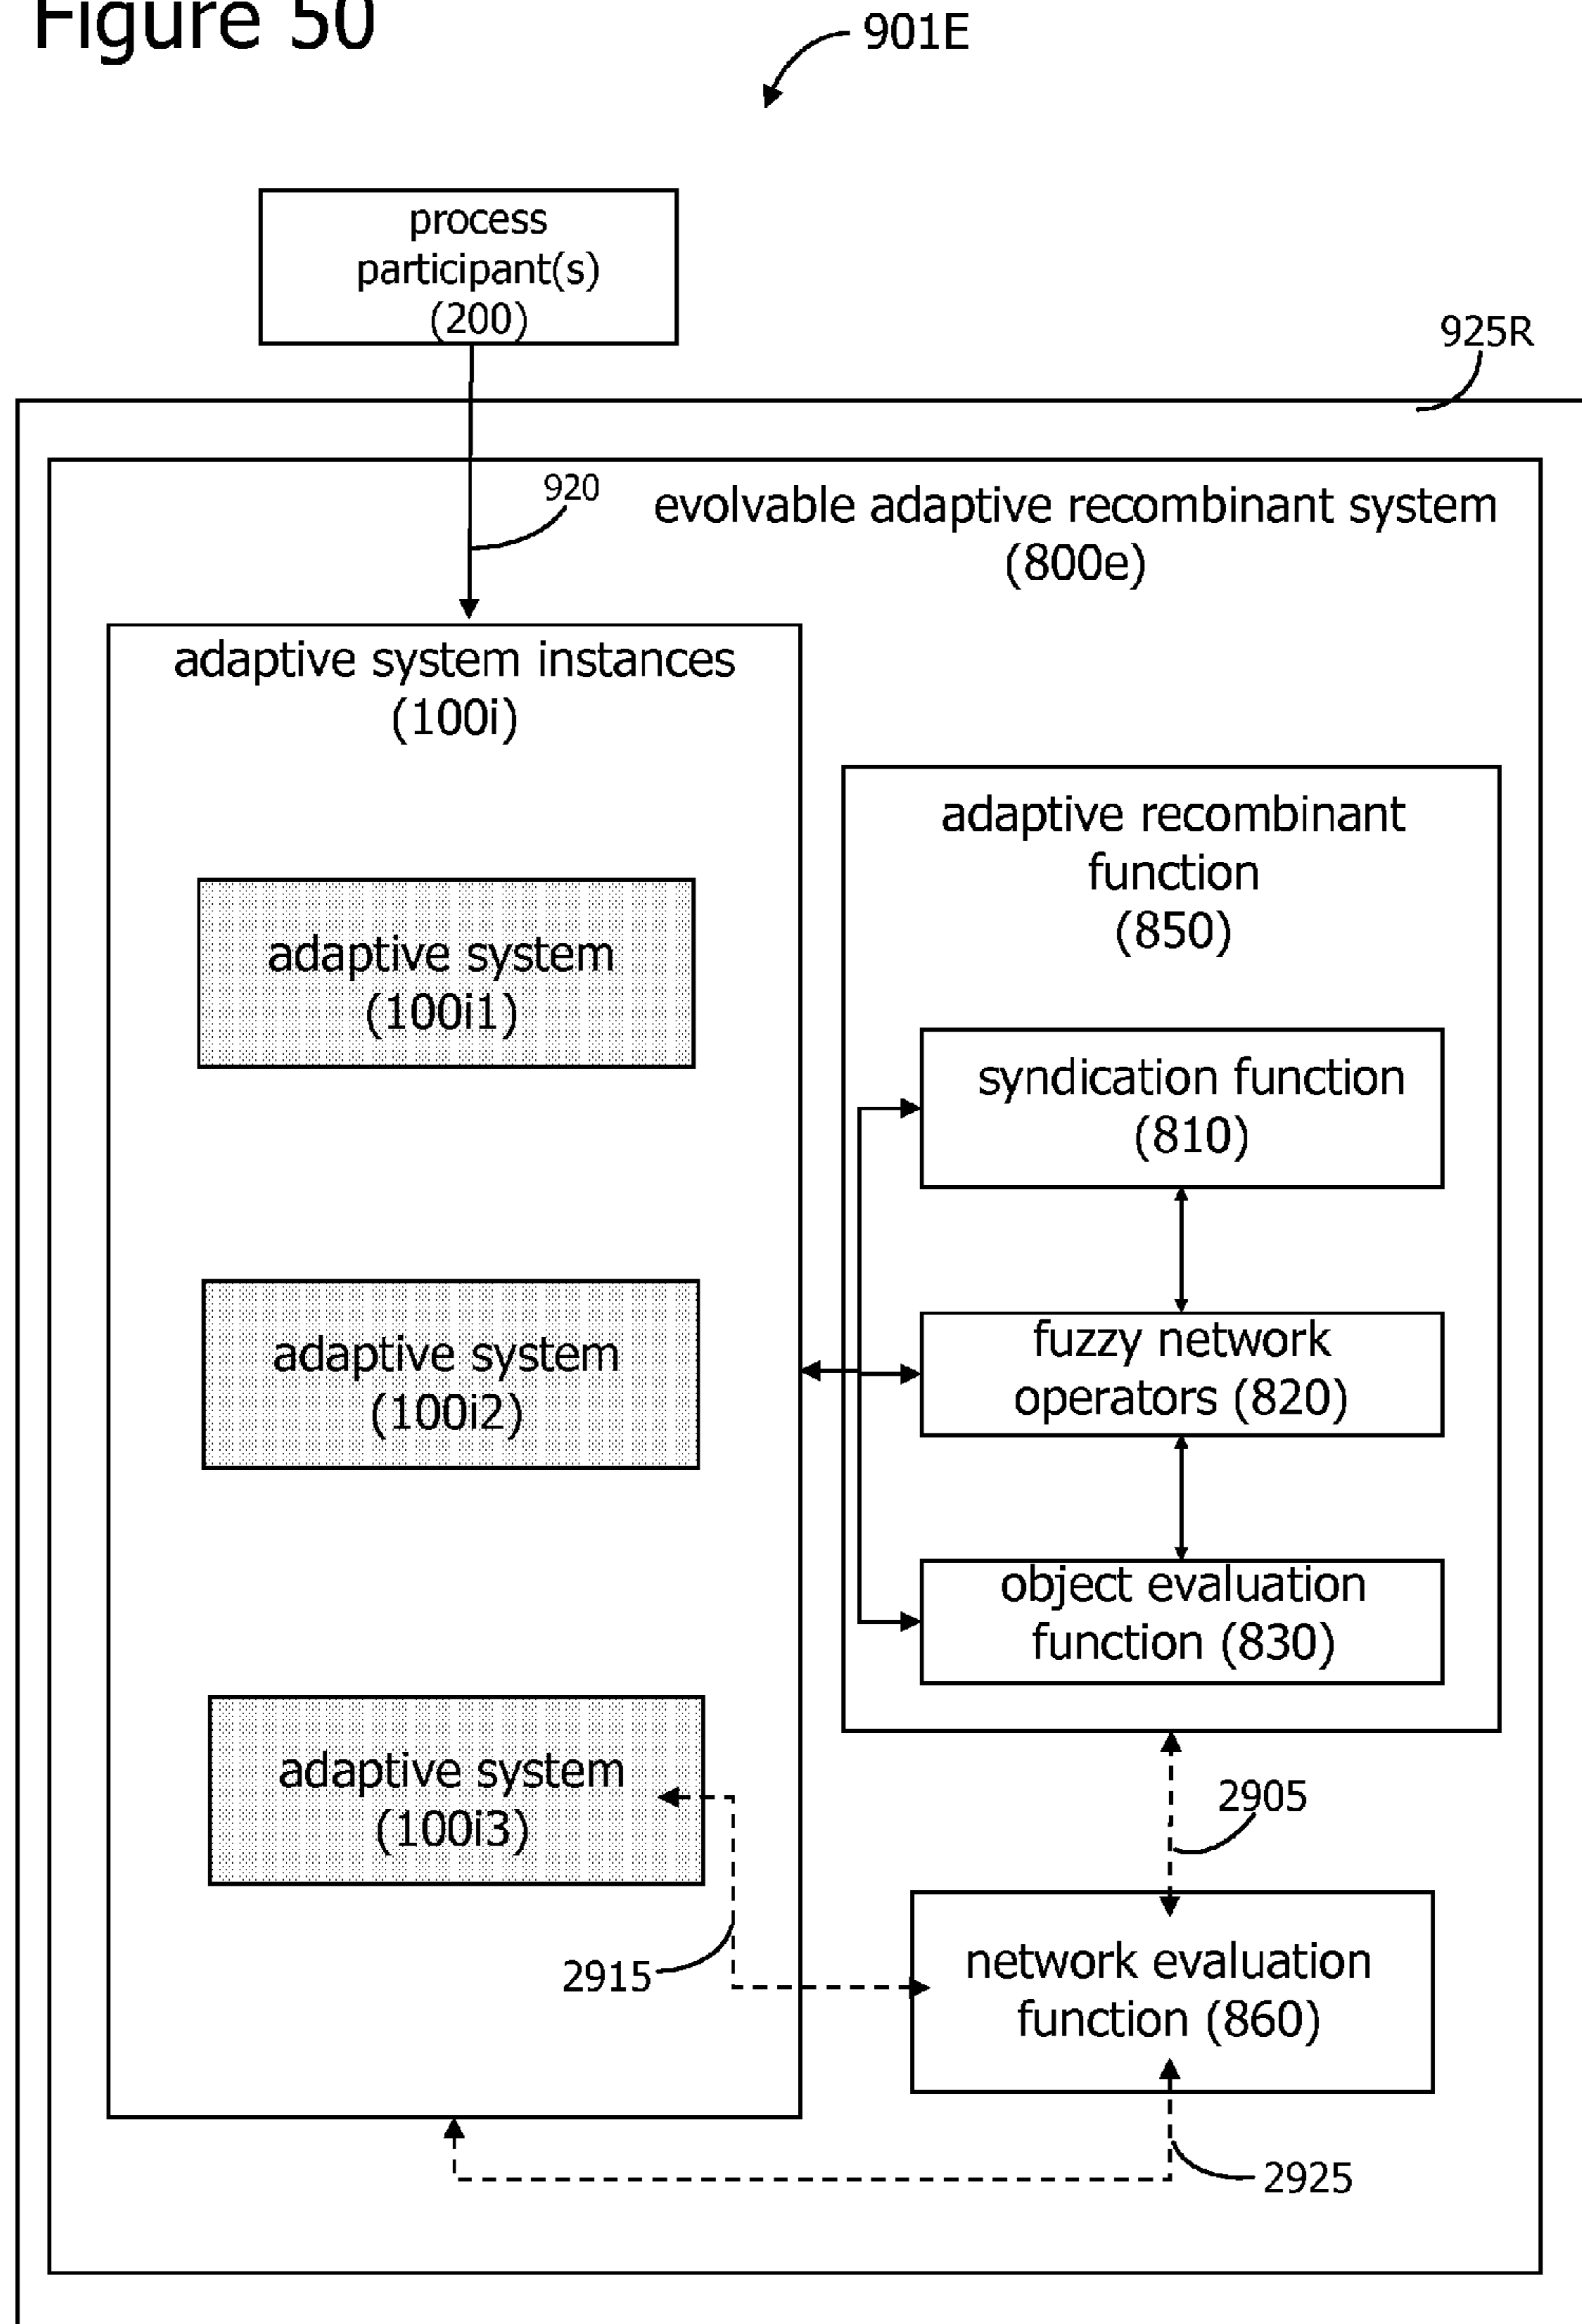 Figure 50
901E
process
participant(s)
(200)
925R
920
evolvable adaptive recombinant system
(800e)
adaptive system instances
(100i)
adaptive recombinant
function
(850)
adaptive system
(100i1)
syndication function
(810)
adaptive system
(100i2)
fuzzy network
operators (820)
object evaluation
function (830)
adaptive system
(100i3)
2905
2915
network evaluation
function (860)
2925